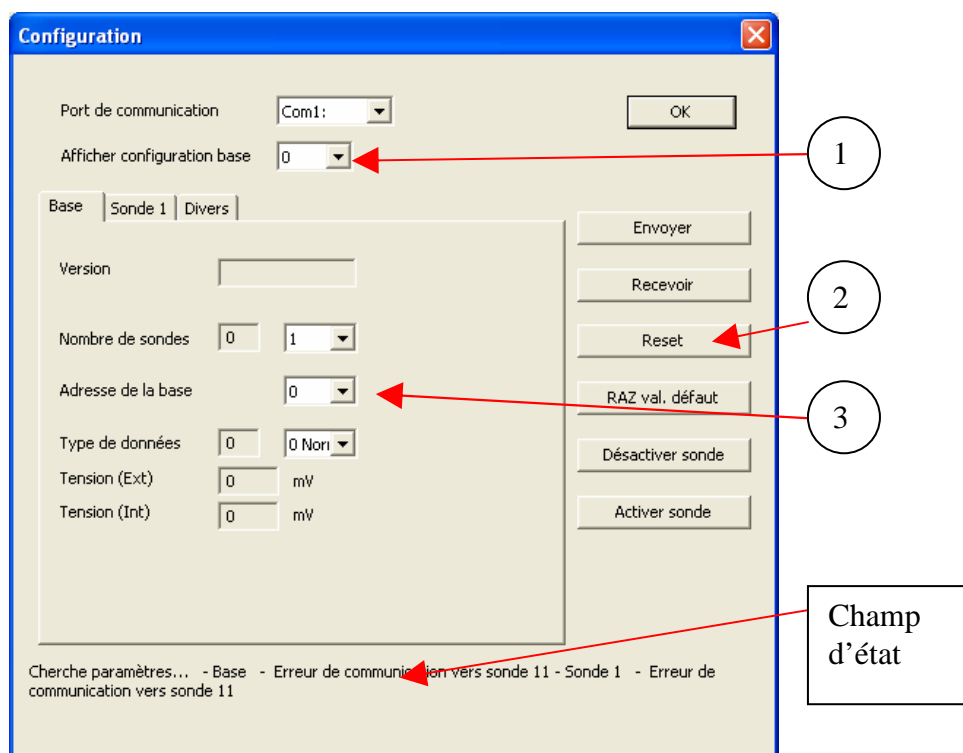 Configuration
Port de communication
Com1:
OK
Afficher configuration base
0
1
Base
Sonde 1
Divers
Envoyer
Version
Recevoir
2
Nombre de sondes
0
1
Reset
Adresse de la base
0
RAZ val. défaut
3
Type de données
0
0 Nori
Désactiver sonde
Tension (Ext)
0
mV
Tension (Int)
0
mV
Activer sonde
Champ
d'état
Cherche paramètres... - Base - Erreur de communication vers sonde 11 - Sonde 1 - Erreur de
communication vers sonde 11